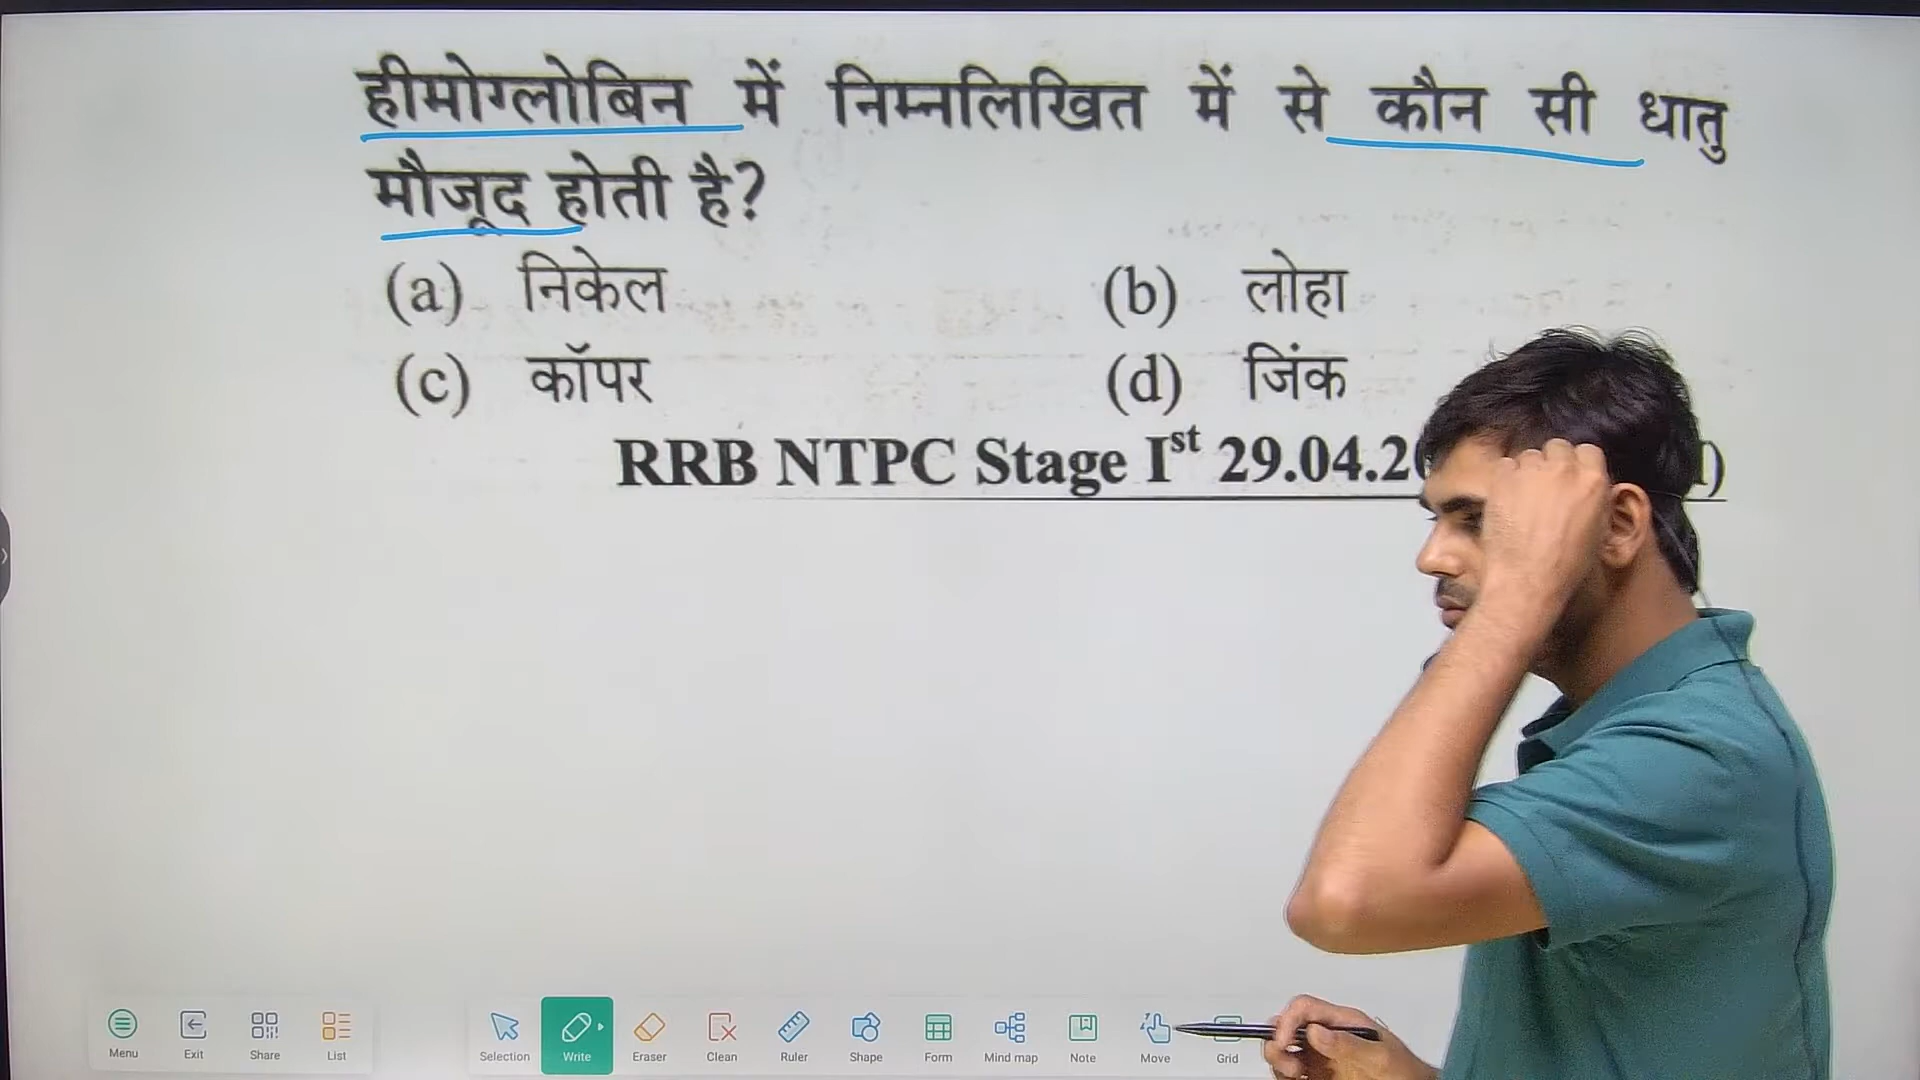 हीमोग्लोबिन में निम्नलिखित में से कौन सी धातु
मौजूद होती है?
(a) निकेल (b) लोहा
(c) कॉपर (d) जिंक
RRB NTPC Stage Ist 29.04.20
Menu Exit Share List Selection Write Eraser Clean Ruler Shape Form Mind map Note Move Grid